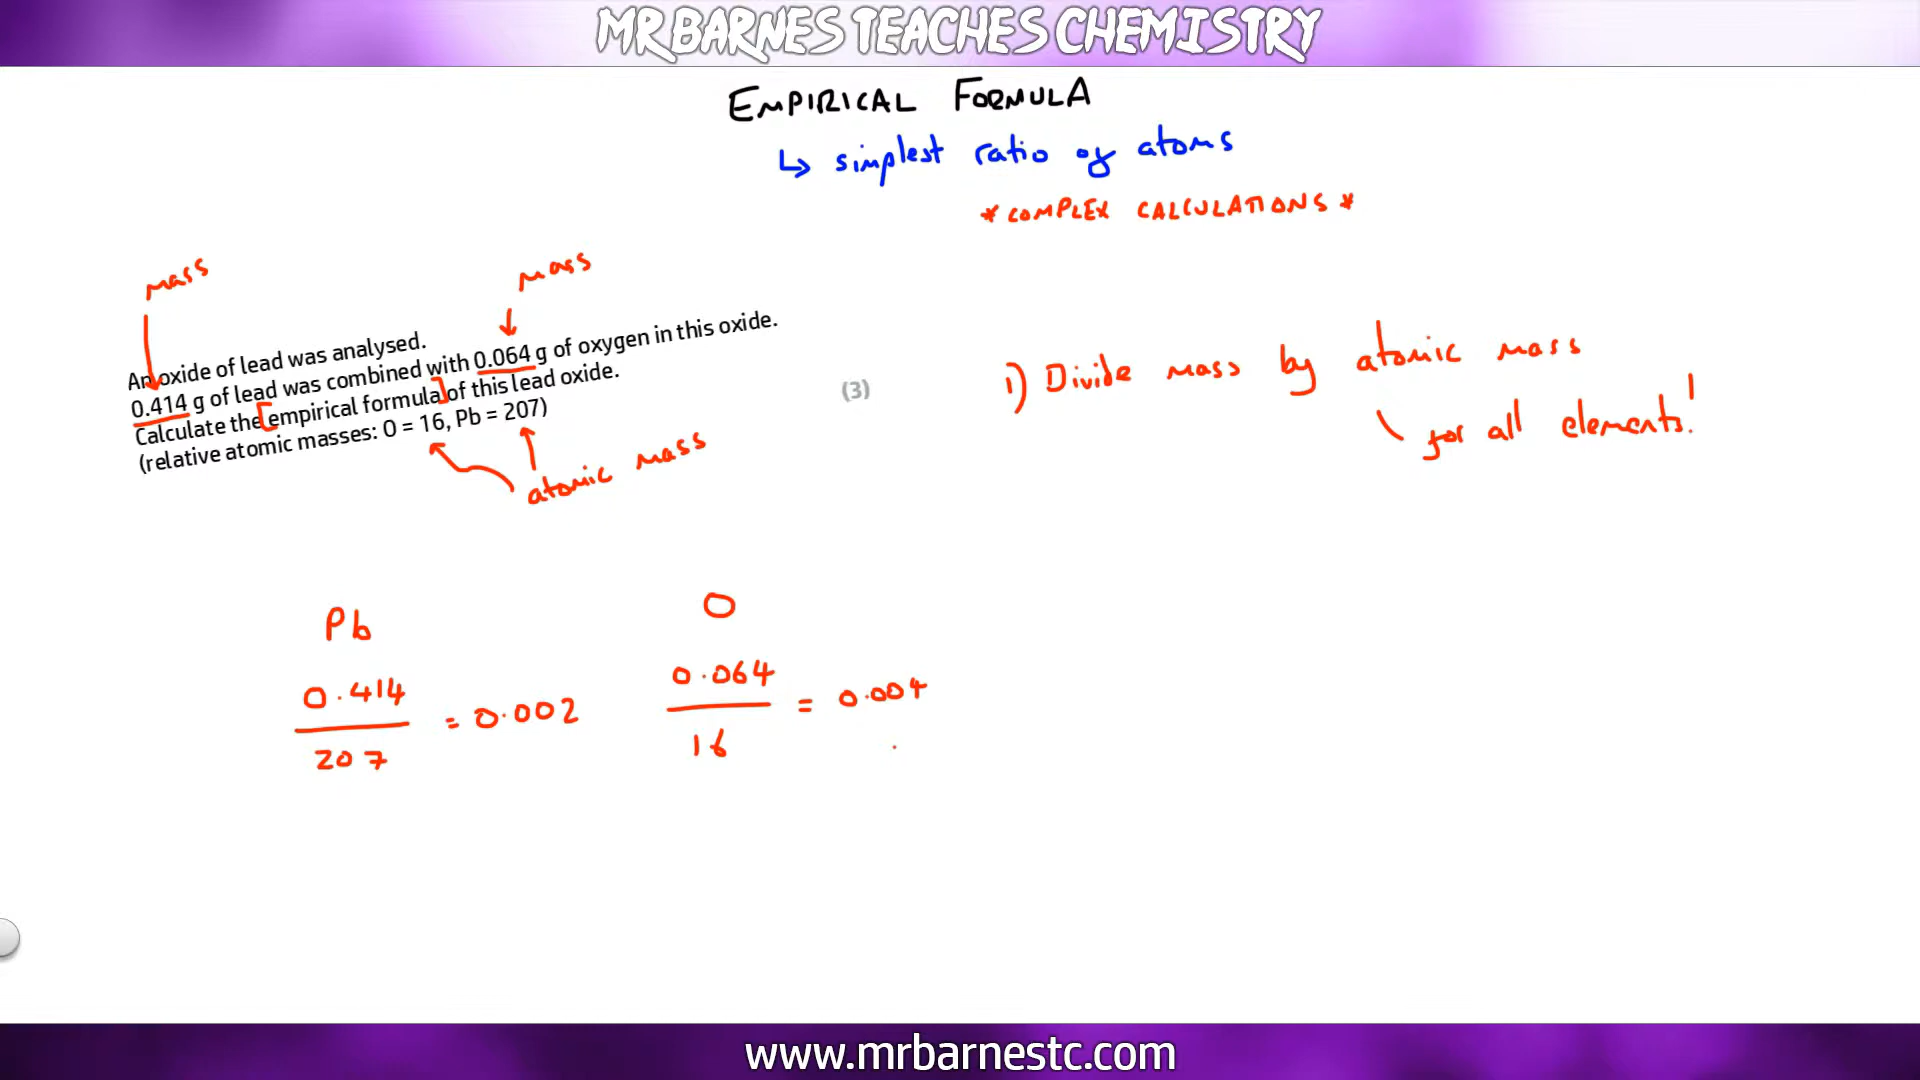 MR BARNES TEACHES CHEMISTRY
EMPIRICAL FORMULA
↳ simplest ratio of atoms
*COMPLEX CALCULATIONS*
mass
mass
An oxide of lead was analysed.
0.414 g of lead was combined with 0.064 g of oxygen in this oxide.
Calculate the [empirical formula] of this lead oxide.
(relative atomic masses: O = 16, Pb = 207)
(3)
atomic mass
1) Divide mass by atomic mass
for all elements!
Pb
0.414
207
= 0.002
O
0.064
16
= 0.004
www.mrbarnestc.com